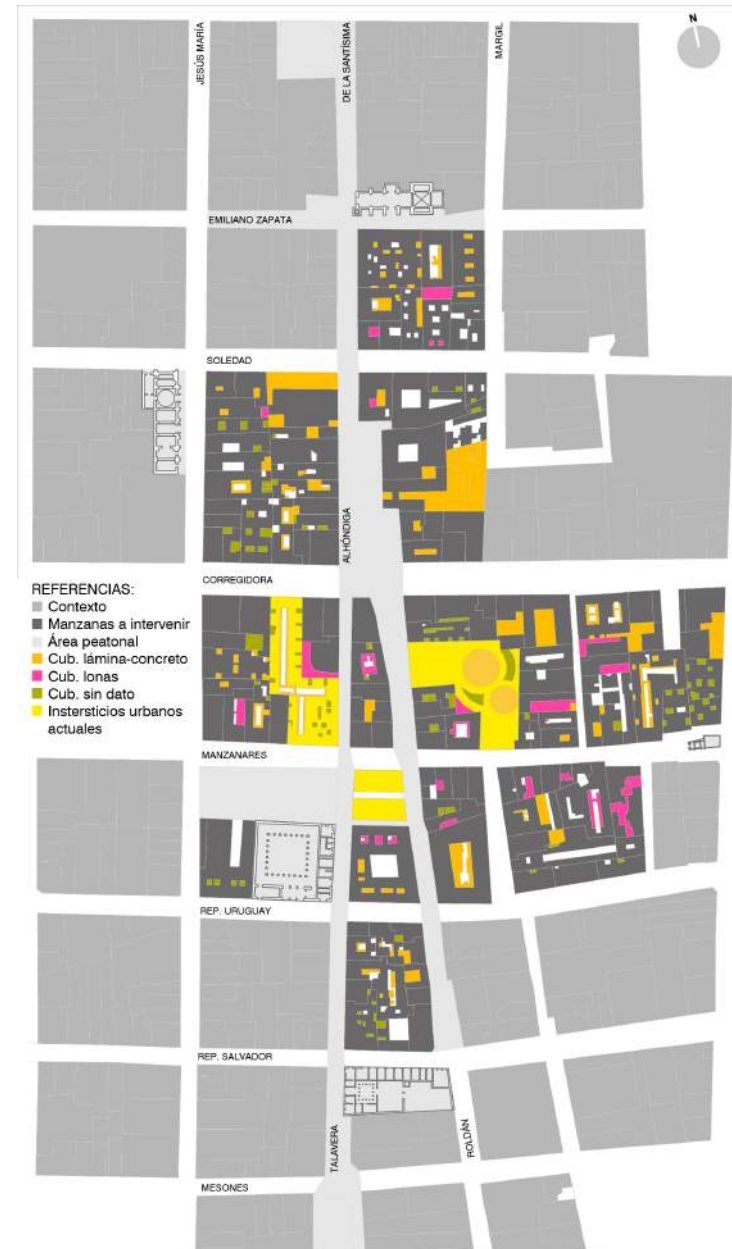 N
JESÚS MARÍA
DE LA SANTÍSIMA
MARGIL
EMILIANO ZAPATA
SOLEDAD
ALHÓNDIGA
CORREGIDORA
REFERENCIAS:
Contexto
Manzanas a intervenir
Área peatonal
Cub. lámina-concreto
Cub. lonas
Cub. sin dato
Instersticios urbanos
actuales
MANZANARES
REP. URUGUAY
REP. SALVADOR
TALAVERA
ROLDÁN
MESONES